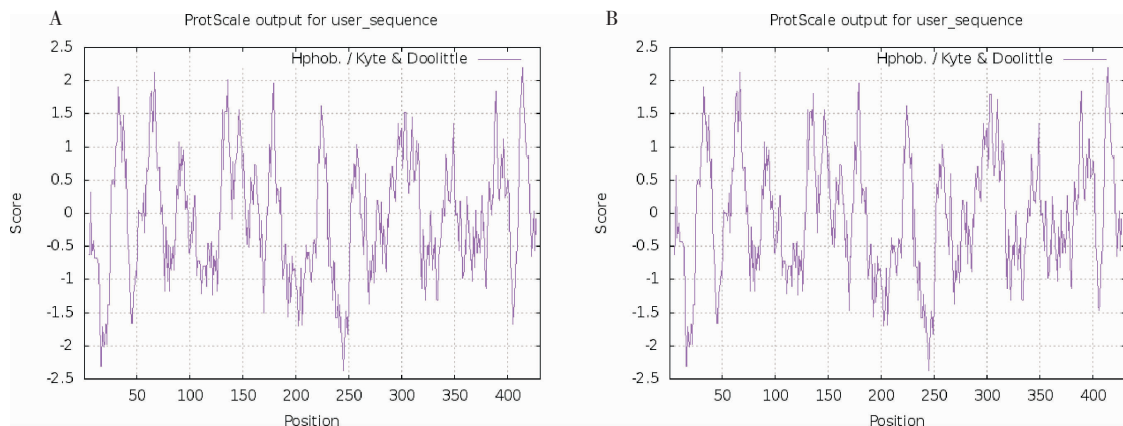 A
ProtScale output for user_sequence
Hphob. / Kyte & Doolittle
2.5
2
1.5
1
0.5
0
-0.5
-1
-1.5
-2
-2.5
Score
50 100 150 200 250 300 350 400
Position
B
ProtScale output for user_sequence
Hphob. / Kyte & Doolittle
2.5
2
1.5
1
0.5
0
-0.5
-1
-1.5
-2
-2.5
Score
50 100 150 200 250 300 350 400
Position